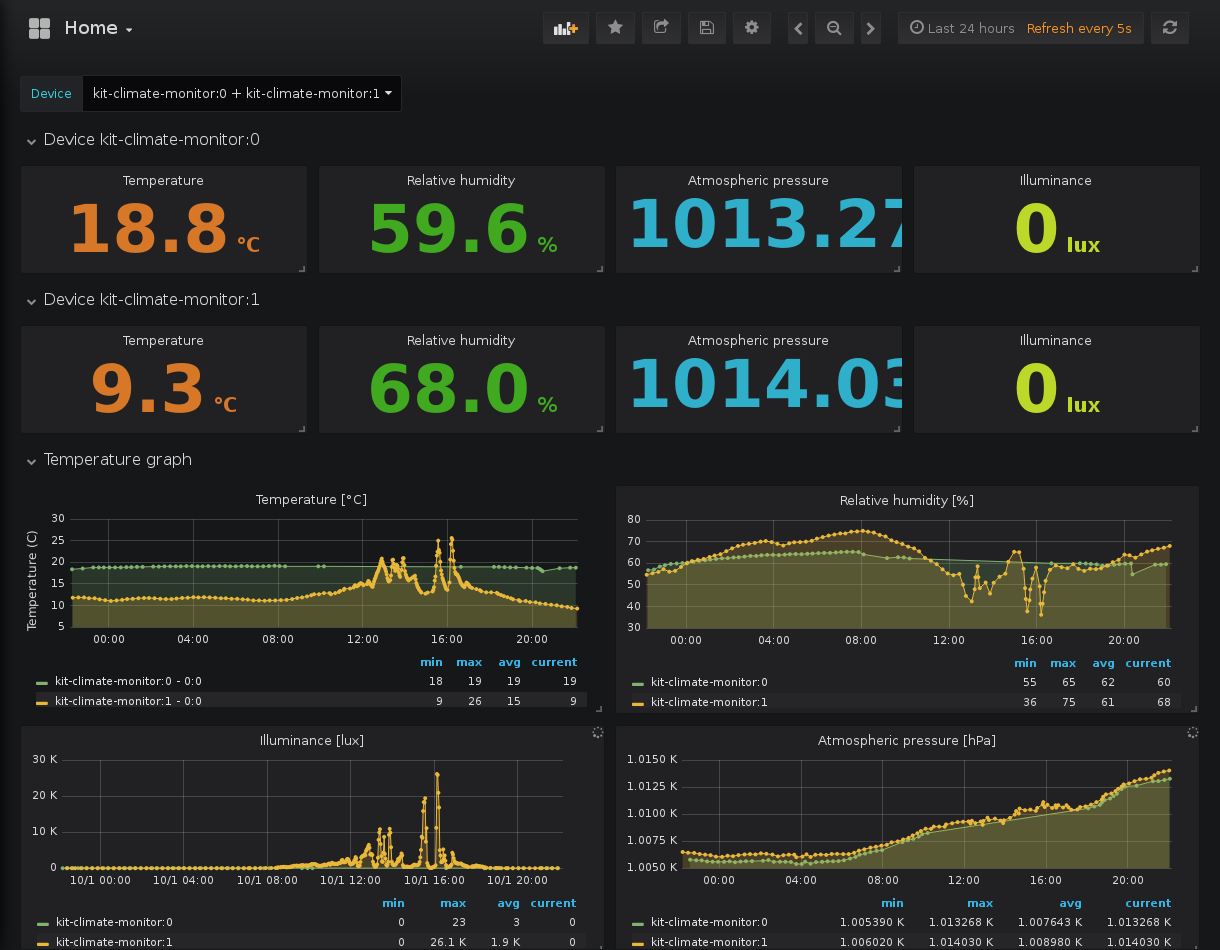 Home
Last 24 hours Refresh every 5s
Device kit-climate-monitor:0 + kit-climate-monitor:1
Device kit-climate-monitor:0
Temperature Relative humidity Atmospheric pressure Illuminance
18.8 °C 59.6 % 1013.27 0 lux
Device kit-climate-monitor:1
Temperature Relative humidity Atmospheric pressure Illuminance
9.3 °C 68.0 % 1014.03 0 lux
Temperature graph
Temperature [°C]
Temperature (C)
30
25
20
15
10
5
00:00 04:00 08:00 12:00 16:00 20:00
min max avg current
kit-climate-monitor:0 - 0:0 18 19 19 19
kit-climate-monitor:1 - 0:0 9 26 15 9
Relative humidity [%]
80
70
60
50
40
30
00:00 04:00 08:00 12:00 16:00 20:00
min max avg current
kit-climate-monitor:0 55 65 62 60
kit-climate-monitor:1 36 75 61 68
Illuminance [lux]
30 K
20 K
10 K
0
10/1 00:00 10/1 04:00 10/1 08:00 10/1 12:00 10/1 16:00 10/1 20:00
min max avg current
kit-climate-monitor:0 0 23 3 0
kit-climate-monitor:1 0 26.1 K 1.9 K 0
Atmospheric pressure [hPa]
1.0150 K
1.0125 K
1.0100 K
1.0075 K
1.0050 K
00:00 04:00 08:00 12:00 16:00 20:00
min max avg current
kit-climate-monitor:0 1.005390 K 1.013268 K 1.007643 K 1.013268 K
kit-climate-monitor:1 1.006020 K 1.014030 K 1.008980 K 1.014030 K